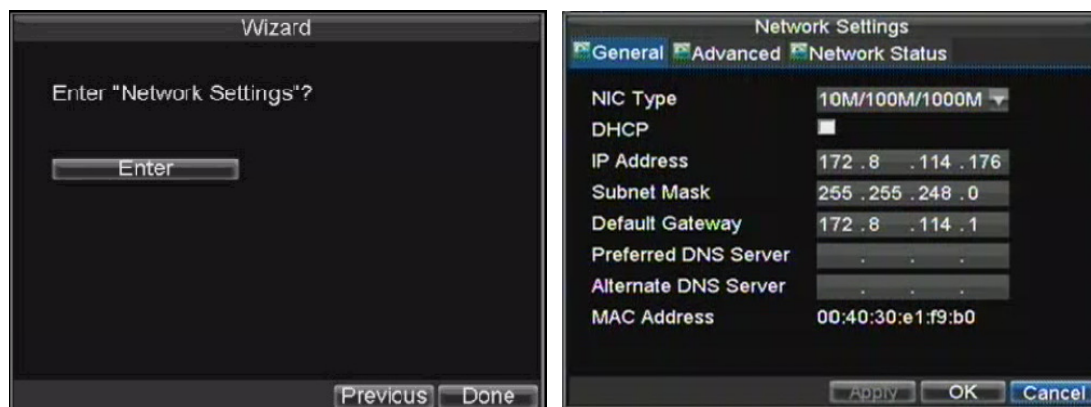 Wizard
Enter "Network Settings"?
Enter
Previous Done
Network Settings
General Advanced Network Status
NIC Type 10M/100M/1000M
DHCP
IP Address 172 .8 .114 .176
Subnet Mask 255 .255 .248 .0
Default Gateway 172 .8 .114 .1
Preferred DNS Server . . .
Alternate DNS Server . . .
MAC Address 00:40:30:e1:f9:b0
Apply OK Cancel